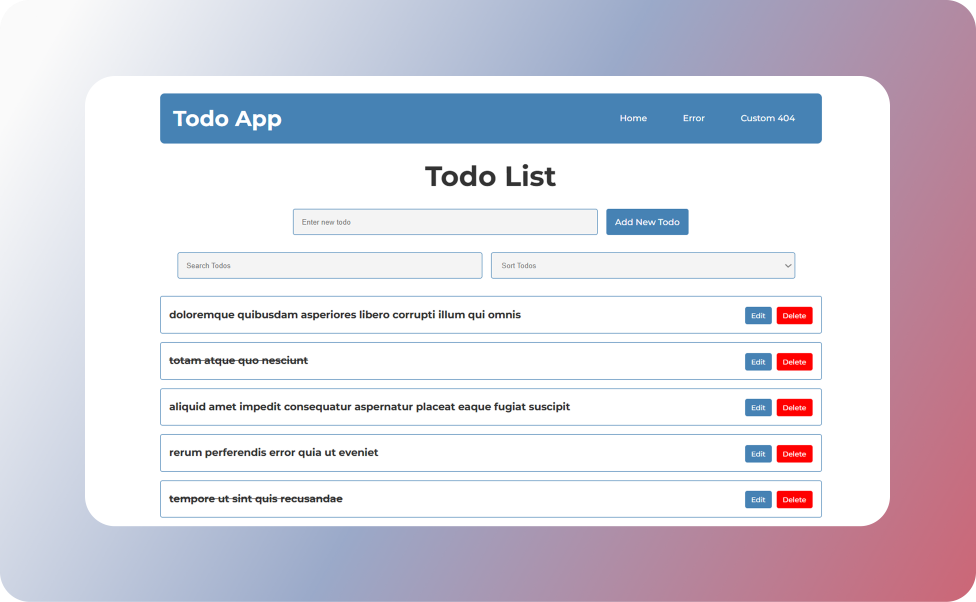 Todo App
Home Error Custom 404
Todo List
Enter new todo
Add New Todo
Search Todos
Sort Todos
doloremque quibusdam asperiores libero corrupti illum qui omnis
Edit Delete
totam atque quo nesciunt
Edit Delete
aliquid amet impedit consequatur aspernatur placeat eaque fugiat suscipit
Edit Delete
rerum perferendis error quia ut eveniet
Edit Delete
tempore ut sint quis recusandae
Edit Delete